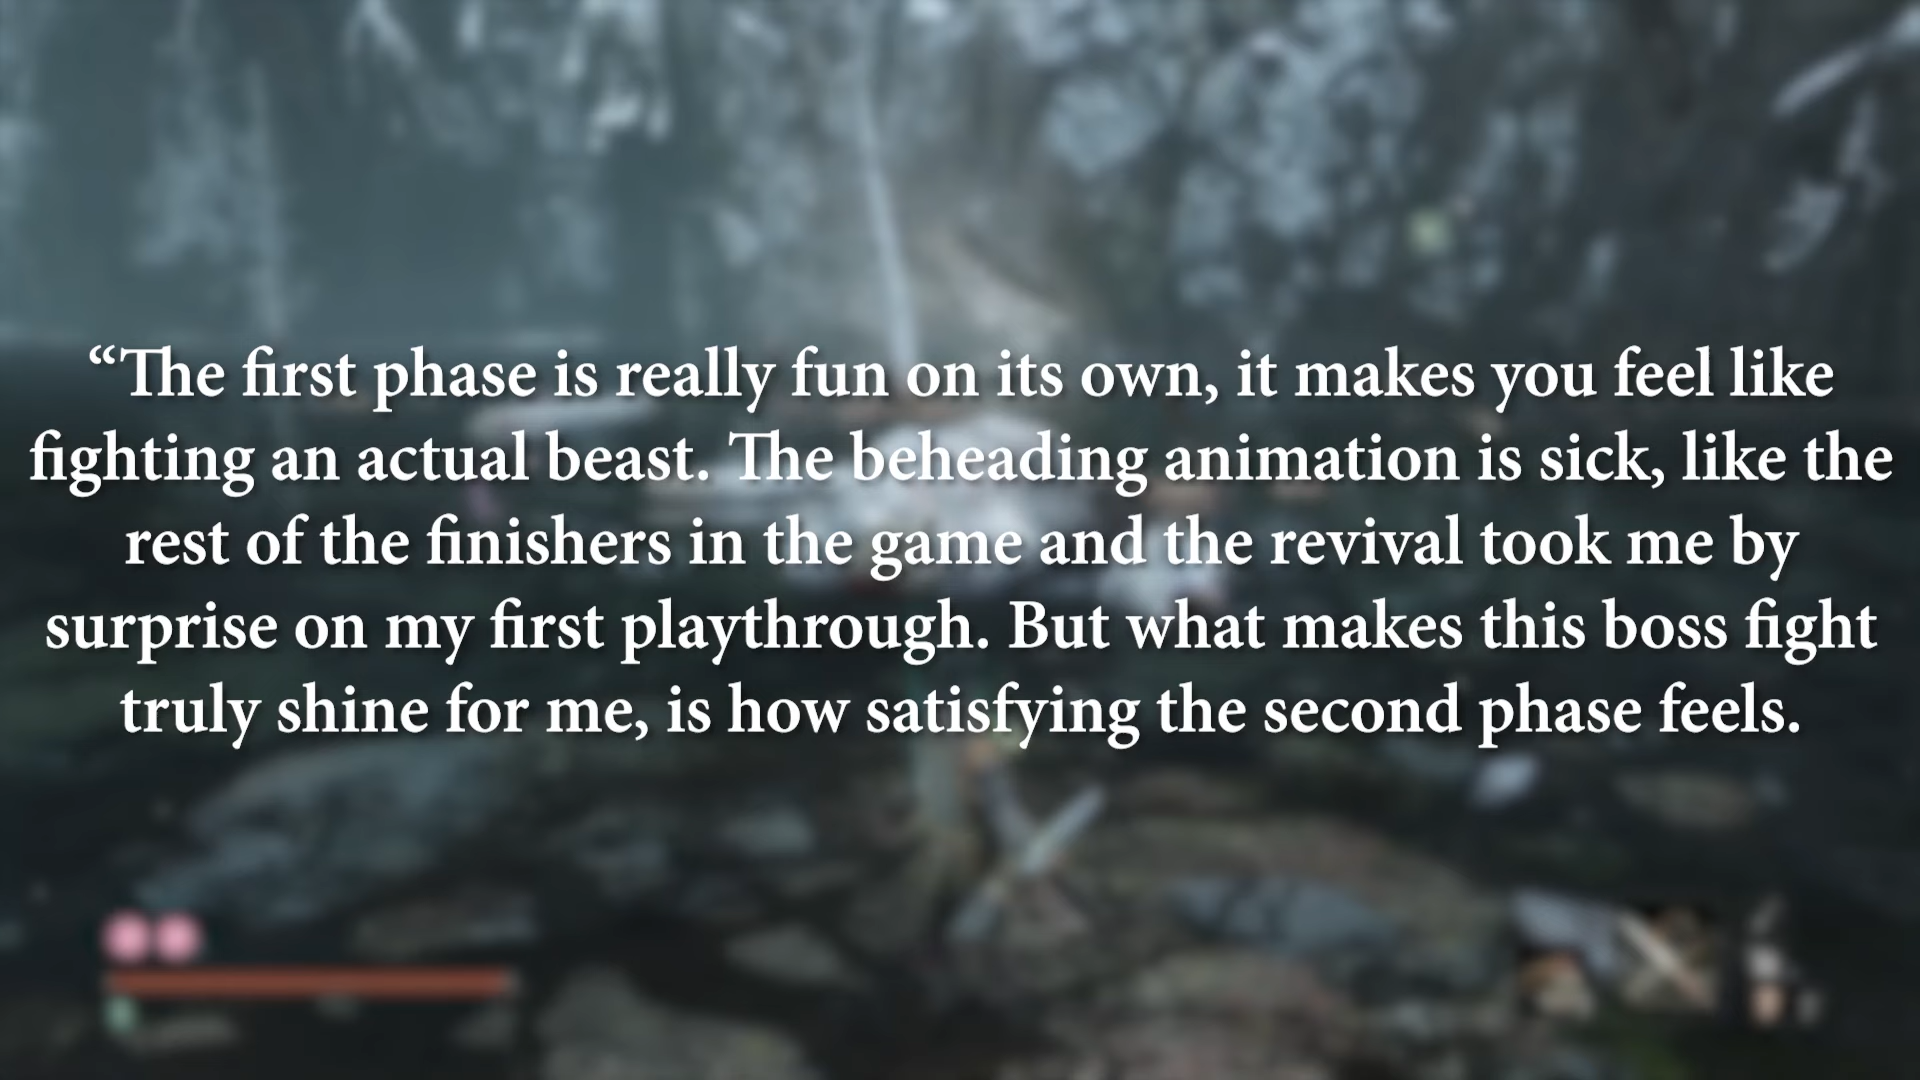 “The first phase is really fun on its own, it makes you feel like
fighting an actual beast. The beheading animation is sick, like the
rest of the finishers in the game and the revival took me by
surprise on my first playthrough. But what makes this boss fight
truly shine for me, is how satisfying the second phase feels.